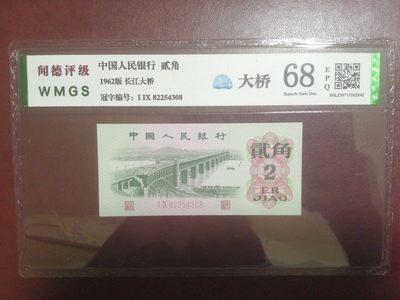 闻德评级
WMGS
中国人民银行 贰角
1962版 长江大桥
冠字编号: I IX 82254308
大桥
68
Superb Gem Unc
EPQ
中国人民银行
I IX 82254308
贰角
2
ER
JIAO